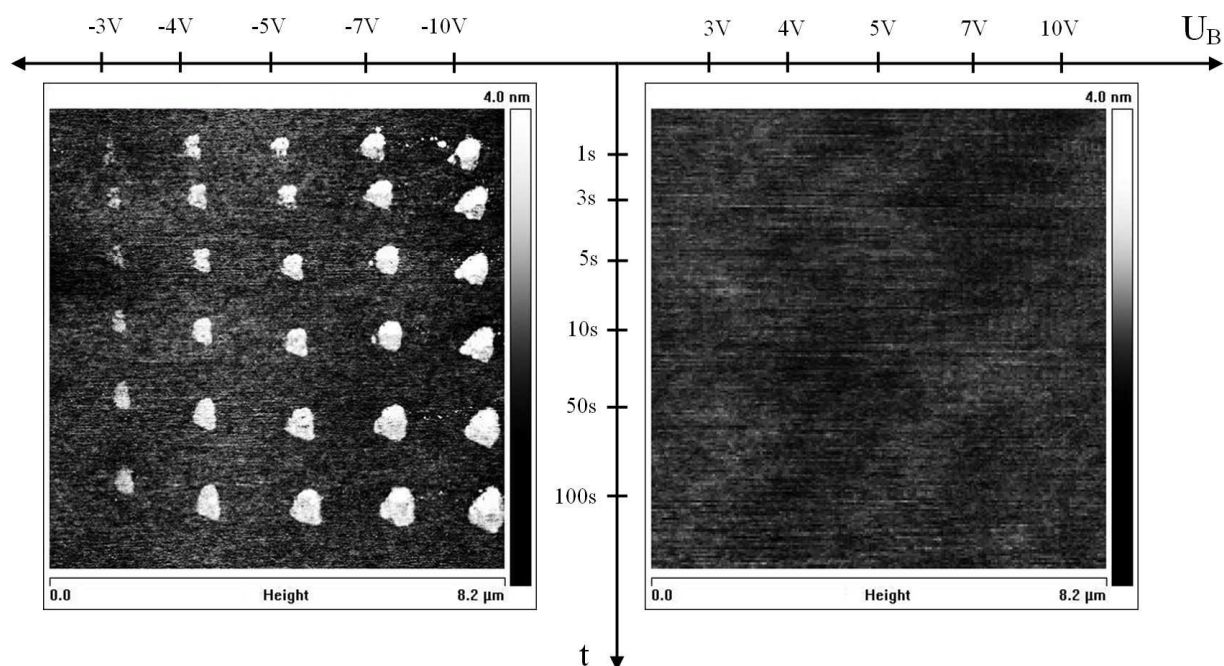 -3V -4V -5V -7V -10V 3V 4V 5V 7V 10V U_B
4.0 nm 4.0 nm
1s
3s
5s
10s
50s
100s
0.0 Height 8.2 µm 0.0 Height 8.2 µm
t